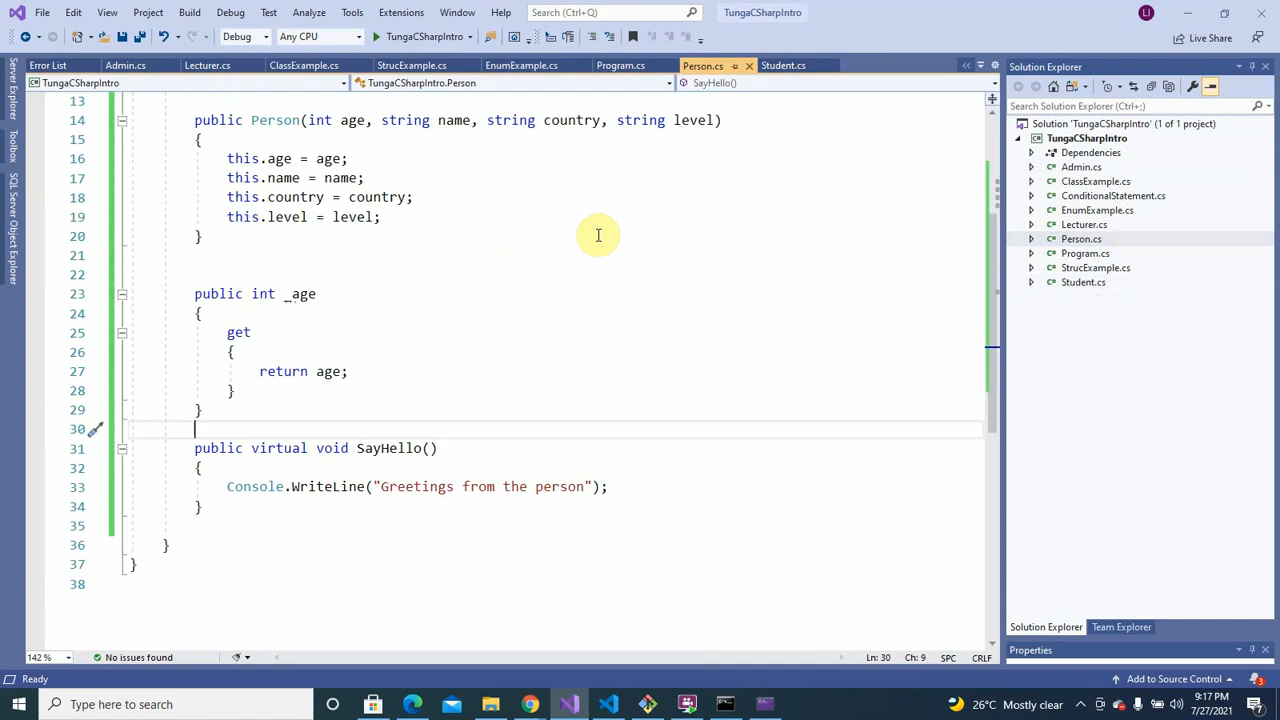 File Edit View Project Build Debug Test Analyze Tools Extensions Window Help Search (Ctrl+Q) TungaCSharpIntro LI
Debug Any CPU TungaCSharpIntro Live Share
Error List Admin.cs Lecturer.cs ClassExample.cs StrucExample.cs EnumExample.cs Program.cs Person.cs Student.cs
TungaCSharpIntro TungaCSharpIntro.Person SayHello()
Server Explorer
Toolbox
SQL Server Object Explorer
13
14 public Person(int age, string name, string country, string level)
15 {
16 this.age = age;
17 this.name = name;
18 this.country = country;
19 this.level = level;
20 }
21
22
23 public int _age
24 {
25 get
26 {
27 return age;
28 }
29 }
30
31 public virtual void SayHello()
32 {
33 Console.WriteLine("Greetings from the person");
34 }
35
36 }
37 }
38
142 % No issues found Ln: 30 Ch: 9 SPC CRLF
Solution Explorer
Search Solution Explorer (Ctrl+;)
Solution 'TungaCSharpIntro' (1 of 1 project)
TungaCSharpIntro
Dependencies
Admin.cs
ClassExample.cs
ConditionalStatement.cs
EnumExample.cs
Lecturer.cs
Person.cs
Program.cs
StrucExample.cs
Student.cs
Solution Explorer Team Explorer
Properties
Ready Add to Source Control 3
Type here to search 26°C Mostly clear 9:17 PM
7/27/2021